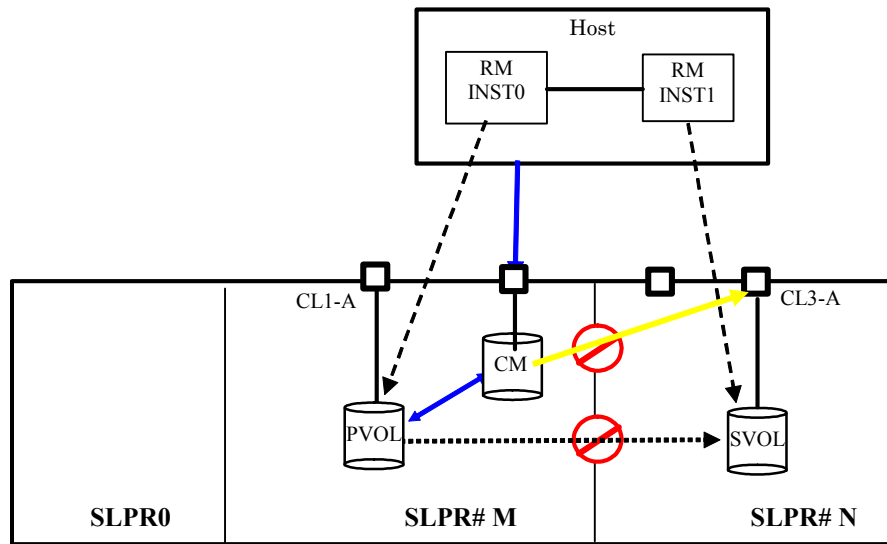 Host
RM
INST0
RM
INST1
CL1-A
CL3-A
CM
PVOL
SVOL
SLPR0
SLPR# M
SLPR# N